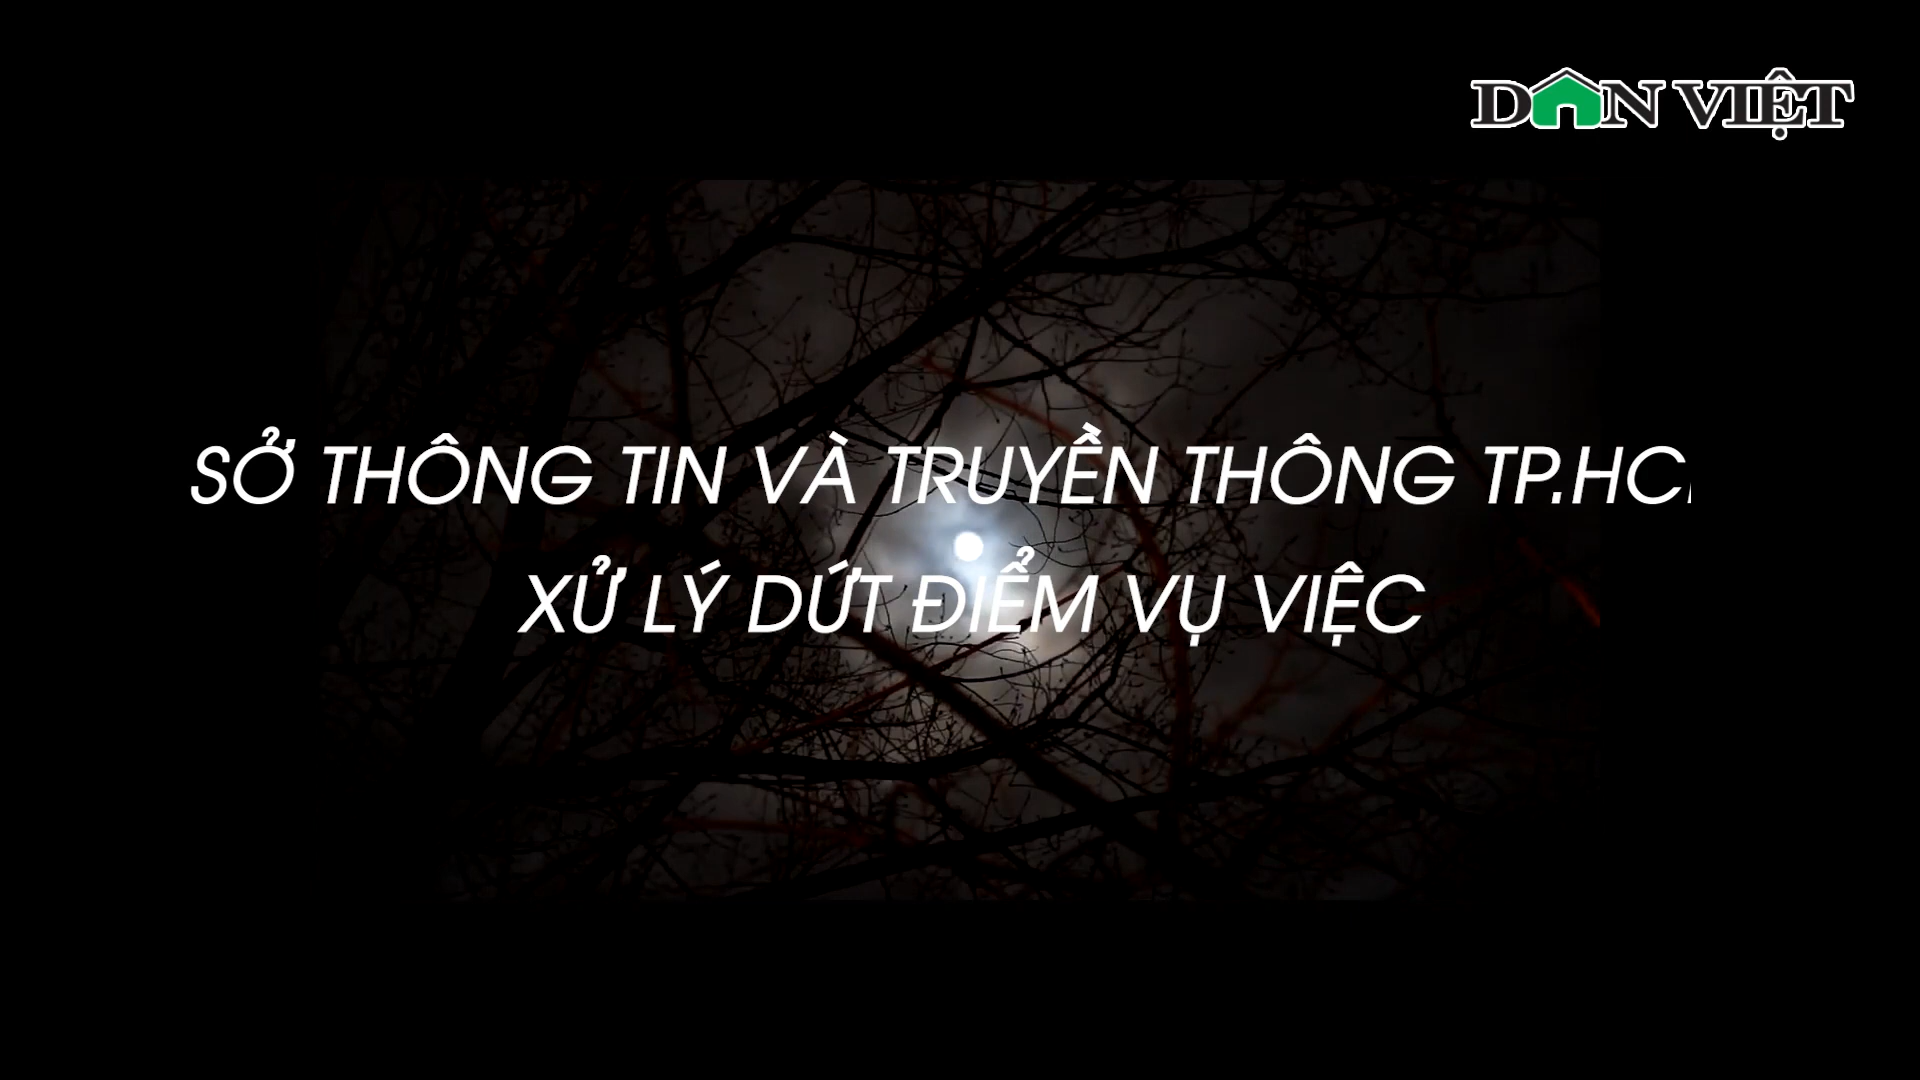 DÂN VIỆT
SỞ THÔNG TIN VÀ TRUYỀN THÔNG TP.HC
XỬ LÝ DỨT ĐIỂM VỤ VIỆC